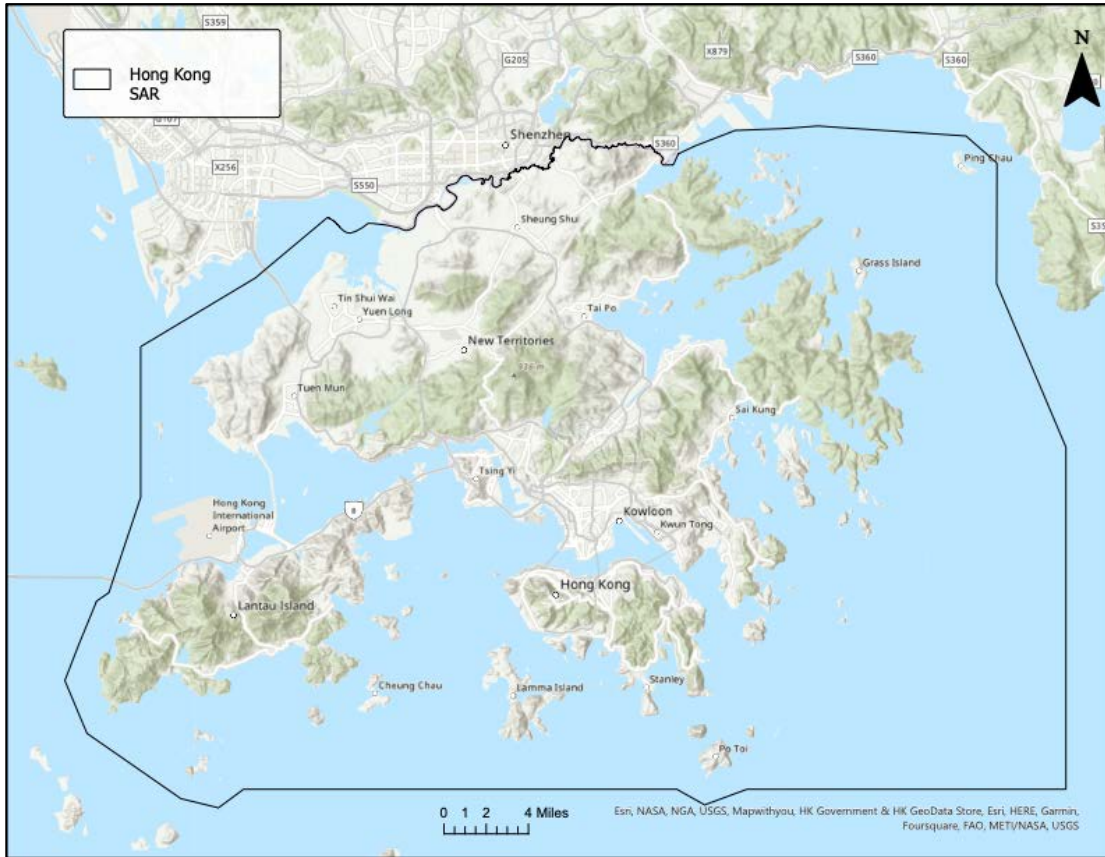 S359
Hong Kong
SAR
G205
X879
S360
S360
N
G107
Shenzhen
S360
X256
S550
Ping Chau
S35
Sheung Shui
Grass Island
Tin Shui Wai
Yuen Long
Tai Po
New Territories
936 m
Tuen Mun
Sai Kung
Tsing Yi
Hong Kong
International
Airport
8
Kowloon
Kwun Tong
Hong Kong
Lantau Island
Cheung Chau
Lamma Island
Stanley
Po Toi
0 1 2 4 Miles
Esri, NASA, NGA, USGS, Mapwithyou, HK Government & HK GeoData Store, Esri, HERE, Garmin,
Foursquare, FAO, METI/NASA, USGS